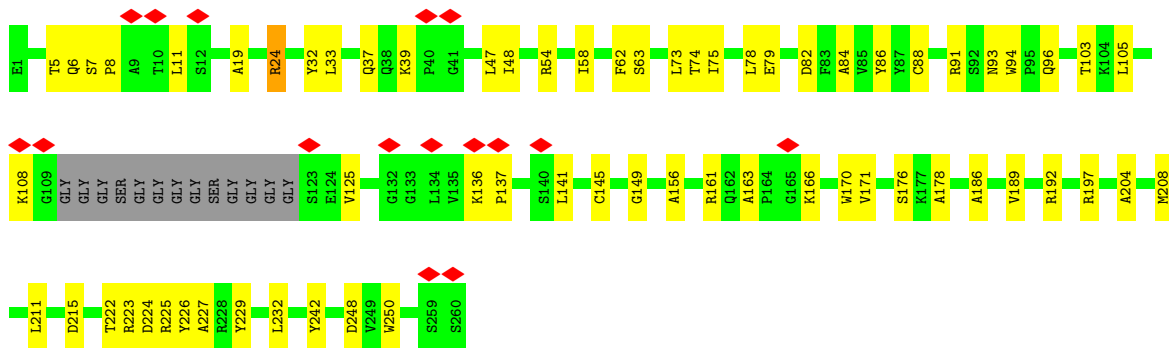 E1 T5 Q6 S7 P8 A9 T10 L11 S12 A19 R24 Y32 L33 Q37 Q38 K39 P40 G41 L47 I48 R54 I58 F62 S63 L73 T74 I75 L78 E79 D82 F83 A84 V85 Y86 Y87 C88 R91 S92 N93 W94 P95 Q96 T103 K104 L105
K108 G109 GLY GLY GLY SER GLY GLY GLY GLY SER GLY GLY GLY GLY S123 E124 V125 G132 G133 L134 V135 K136 P137 S140 L141 C145 G149 A156 R161 Q162 A163 P164 G165 K166 W170 V171 S176 K177 A178 A186 V189 R192 R197 A204 M208
L211 D215 T222 R223 D224 R225 Y226 A227 R228 Y229 L232 Y242 D248 V249 W250 S259 S260